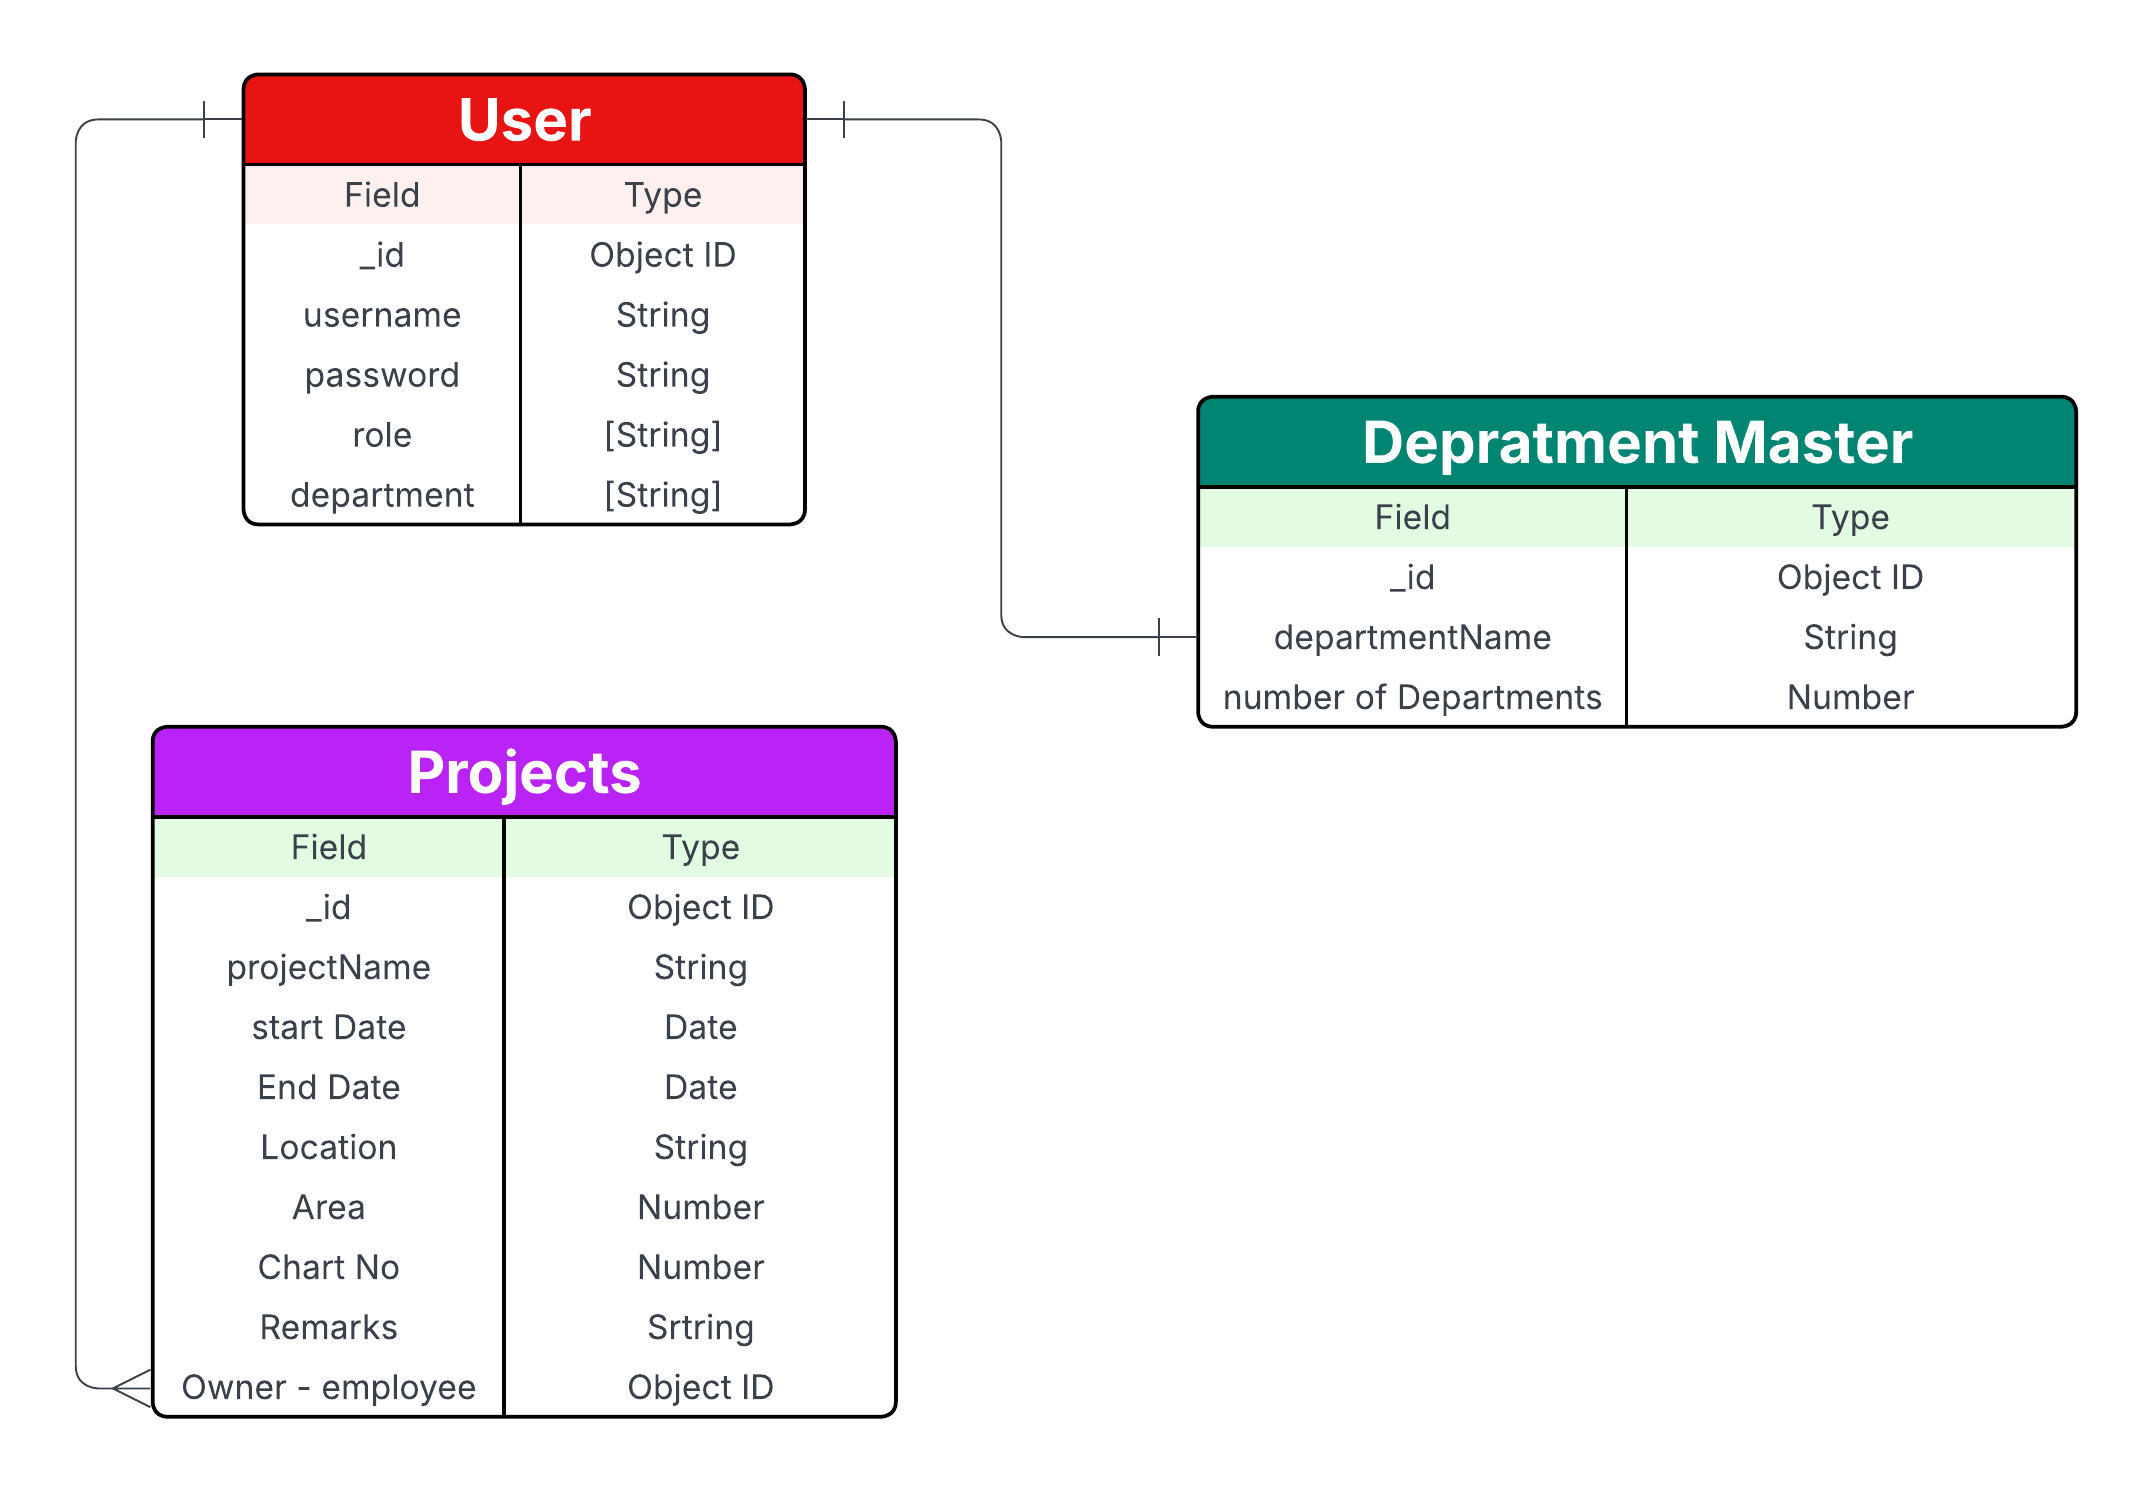 User
Field Type
_id Object ID
username String
password String
role [String]
department [String]
Depratment Master
Field Type
_id Object ID
departmentName String
number of Departments Number
Projects
Field Type
_id Object ID
projectName String
start Date Date
End Date Date
Location String
Area Number
Chart No Number
Remarks Srtring
Owner - employee Object ID